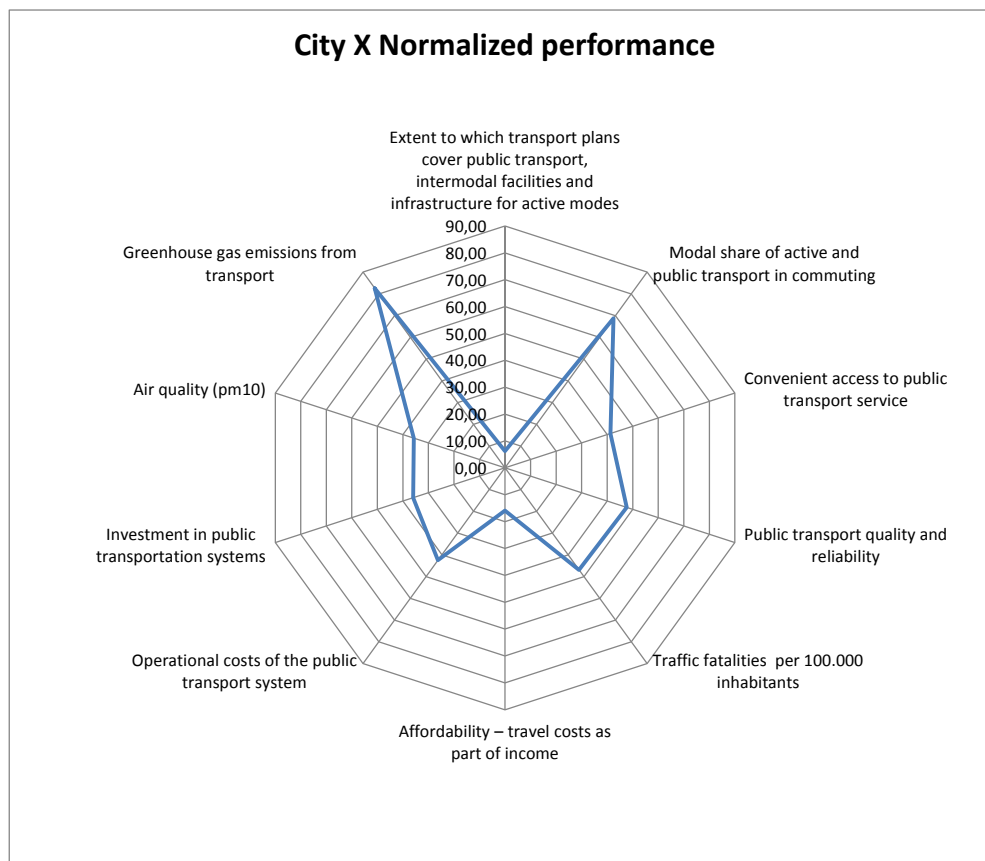 City X Normalized performance
Extent to which transport plans
cover public transport,
intermodal facilities and
infrastructure for active modes
Modal share of active and
public transport in commuting
Convenient access to public
transport service
Public transport quality and
reliability
Traffic fatalities  per 100.000
inhabitants
Affordability – travel costs as
part of income
Operational costs of the public
transport system
Investment in public
transportation systems
Air quality (pm10)
Greenhouse gas emissions from
transport
90,00
80,00
70,00
60,00
50,00
40,00
30,00
20,00
10,00
0,00